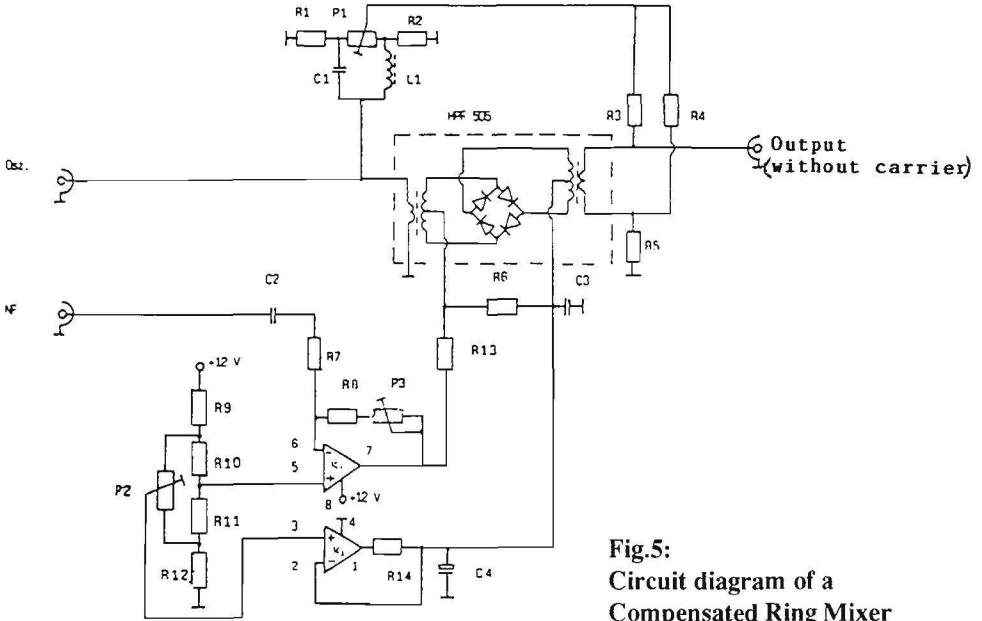 R1
P1
R2
C1
L1
R3
R4
HPF 505
Osz.
Output
(without carrier)
R5
R6
C3
C2
NF
R7
R13
+12 V
R8
P3
R9
6
7
R10
5
P2
8
+12 V
R11
4
3
R12
2
1
R14
C4
Fig.5:
Circuit diagram of a
Compensated Ring Mixer